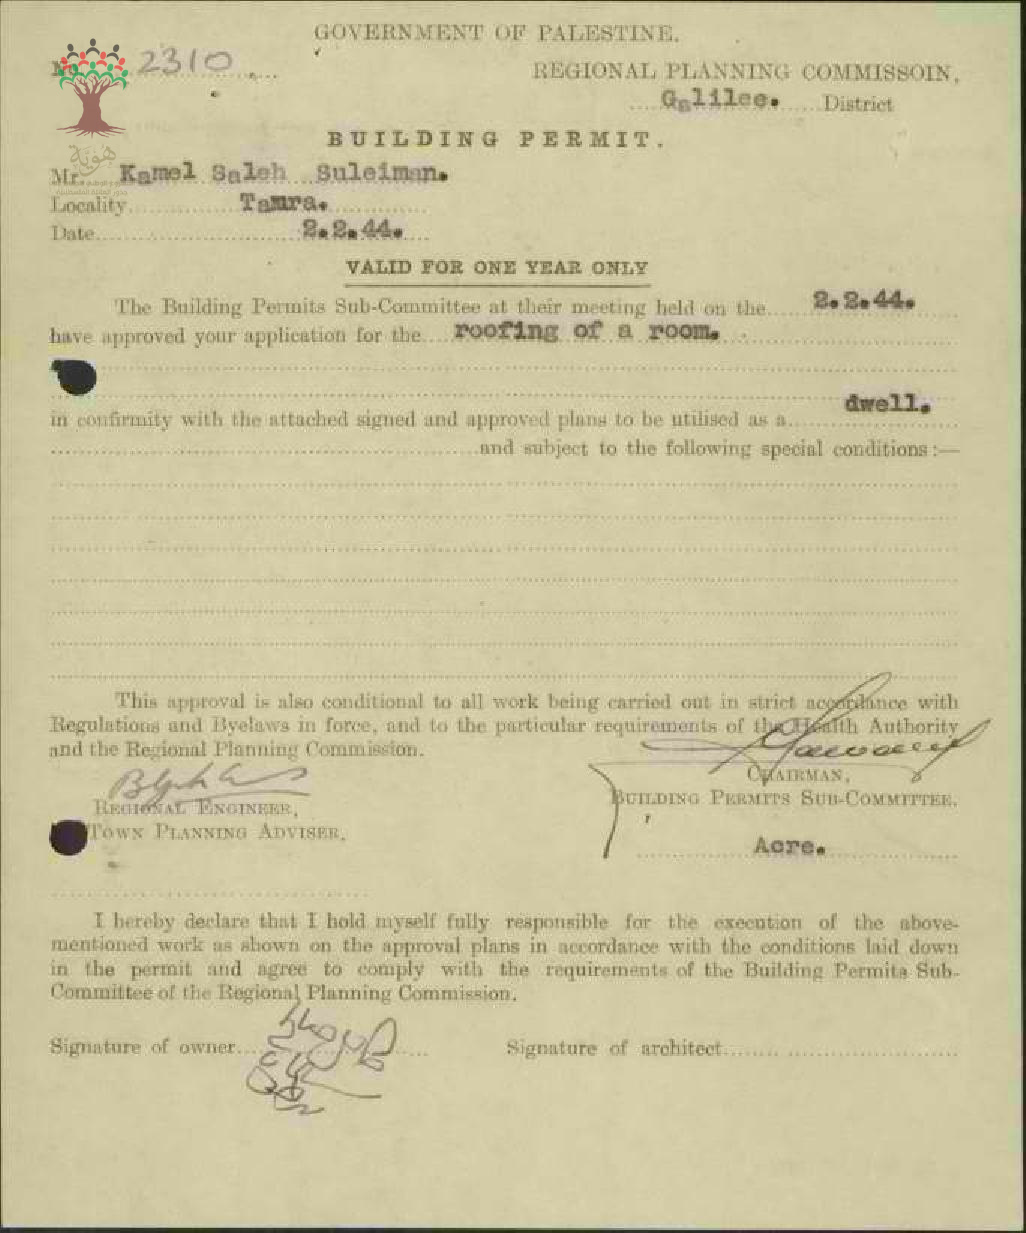 GOVERNMENT OF PALESTINE.
No 2310
REGIONAL PLANNING COMMISSOIN,
Galilee. District
BUILDING PERMIT.
هوية
Mr. Kamel Saleh Suleiman.
Locality Tamra.
Date 2.2.44.
VALID FOR ONE YEAR ONLY
The Building Permits Sub-Committee at their meeting held on the 2.2.44.
have approved your application for the roofing of a room.
dwell.
in confirmity with the attached signed and approved plans to be utilised as a
and subject to the following special conditions:—
This approval is also conditional to all work being carried out in strict accordance with
Regulations and Byelaws in force, and to the particular requirements of the Health Authority
and the Regional Planning Commission.
CHAIRMAN,
BUILDING PERMITS SUB-COMMITTEE.
REGIONAL ENGINEER,
TOWN PLANNING ADVISER.
Acre.
I hereby declare that I hold myself fully responsible for the execution of the above-
mentioned work as shown on the approval plans in accordance with the conditions laid down
in the permit and agree to comply with the requirements of the Building Permits Sub-
Committee of the Regional Planning Commission.
Signature of owner
Signature of architect